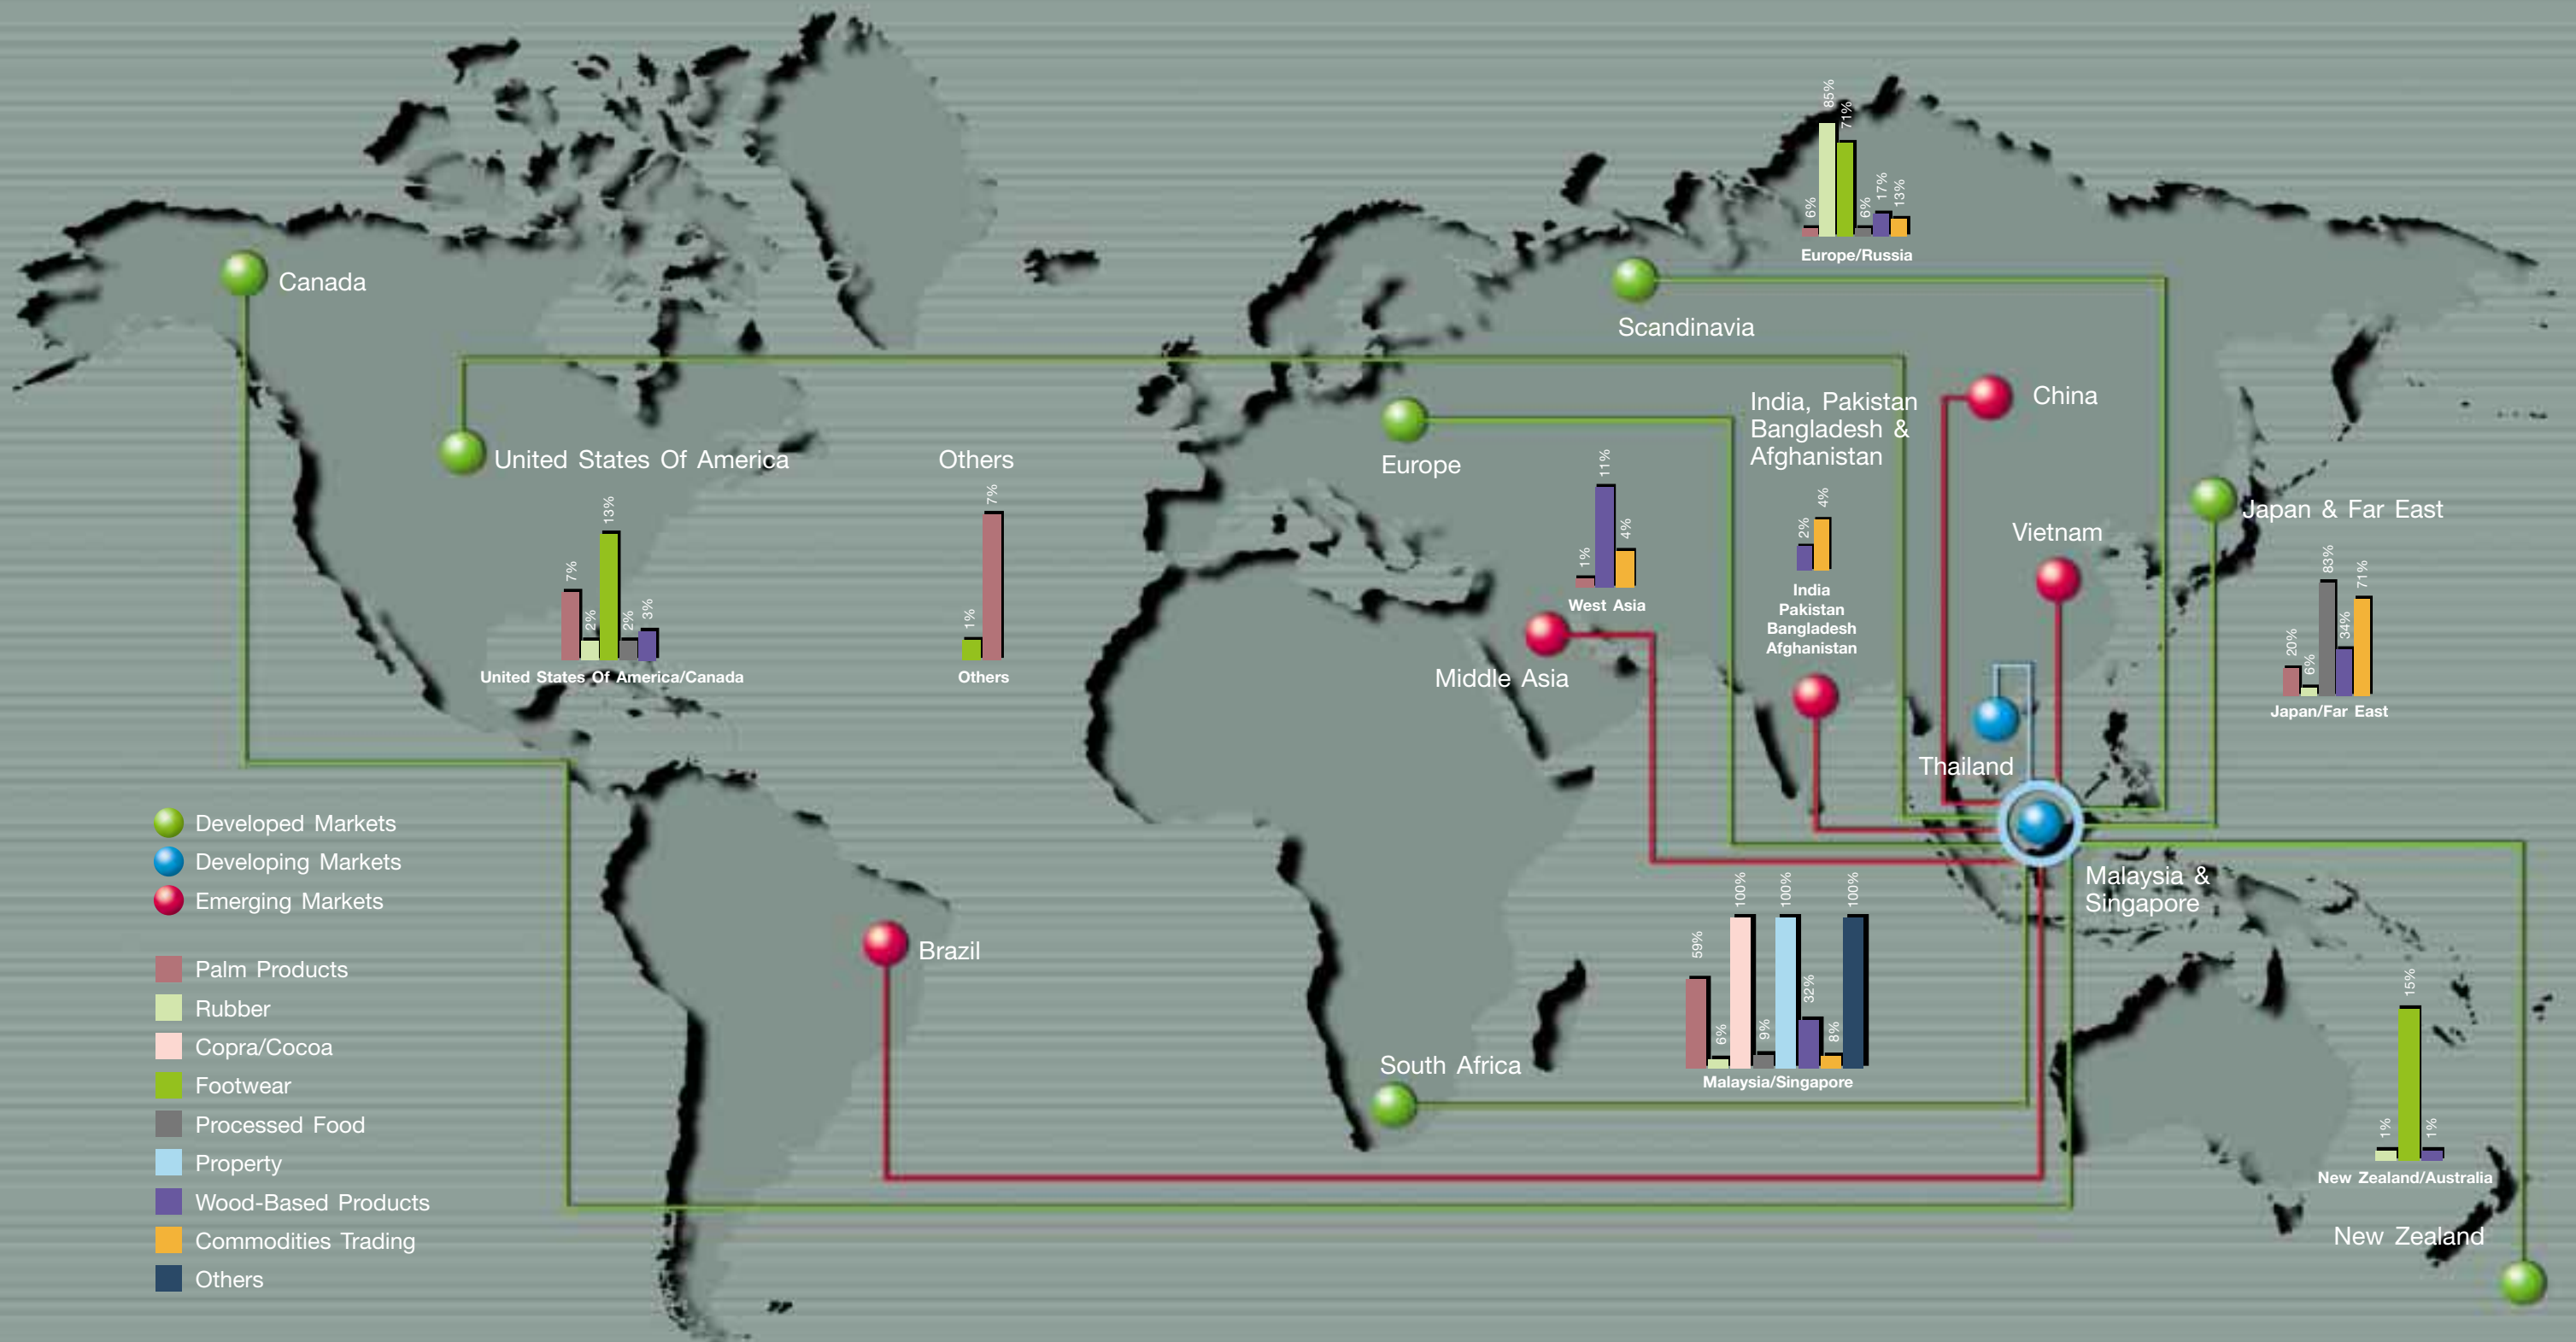 85%
71%
6%
6%
17%
13%
Europe/Russia
Canada
Scandinavia
United States Of America
Others
Europe
India, Pakistan
Bangladesh &
Afghanistan
China
Japan & Far East
Vietnam
7%
2%
13%
2%
3%
United States Of America/Canada
1%
7%
Others
1%
11%
4%
West Asia
2%
4%
India
Pakistan
Bangladesh
Afghanistan
20%
6%
83%
34%
71%
Japan/Far East
Middle Asia
Thailand
Malaysia &
Singapore
Developed Markets
Developing Markets
Emerging Markets
Brazil
59%
6%
100%
9%
100%
32%
8%
100%
Malaysia/Singapore
South Africa
1%
15%
1%
New Zealand/Australia
New Zealand
Palm Products
Rubber
Copra/Cocoa
Footwear
Processed Food
Property
Wood-Based Products
Commodities Trading
Others